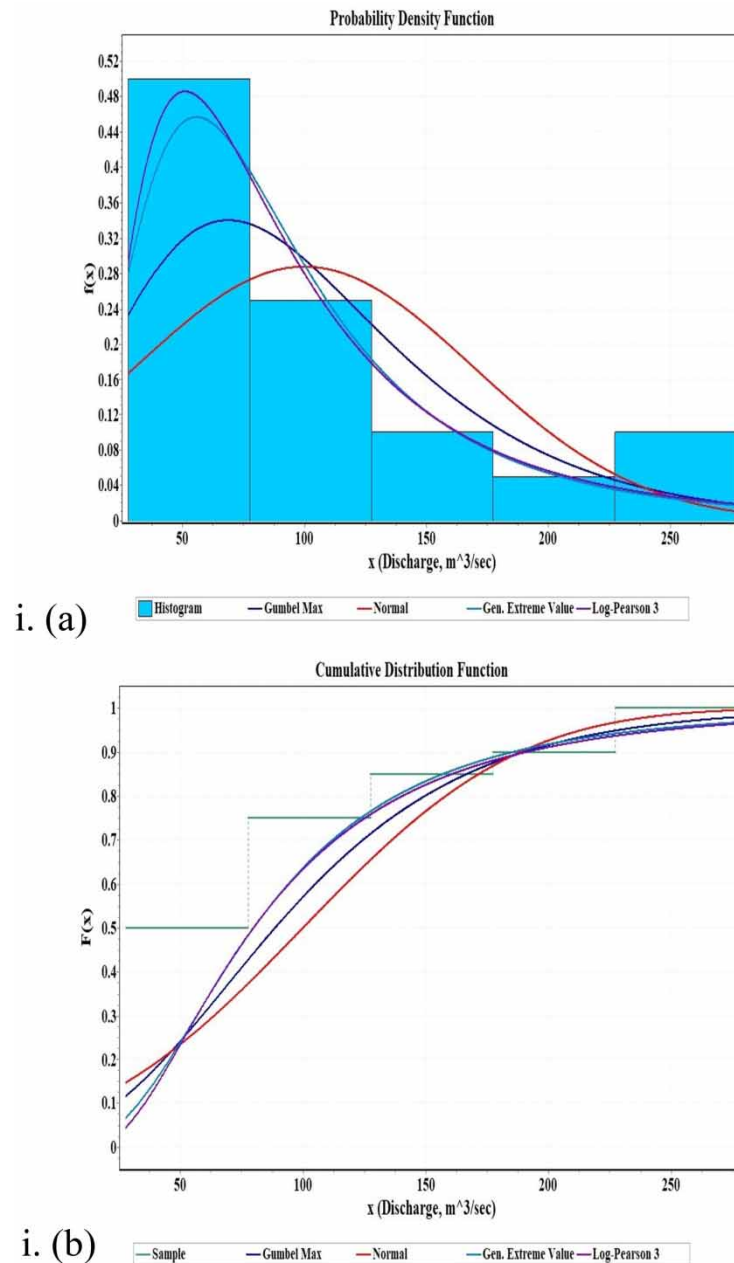 Probability Density Function
0.52
0.48
0.44
0.4
0.36
0.32
0.28
0.24
0.2
0.16
0.12
0.08
0.04
0
f(x)
50 100 150 200 250
x (Discharge, m^3/sec)
i. (a)
Histogram Gumbel Max Normal Gen. Extreme Value Log-Pearson 3
Cumulative Distribution Function
1
0.9
0.8
0.7
0.6
0.5
0.4
0.3
0.2
0.1
0
F(x)
50 100 150 200 250
x (Discharge, m^3/sec)
i. (b)
Sample Gumbel Max Normal Gen. Extreme Value Log-Pearson 3